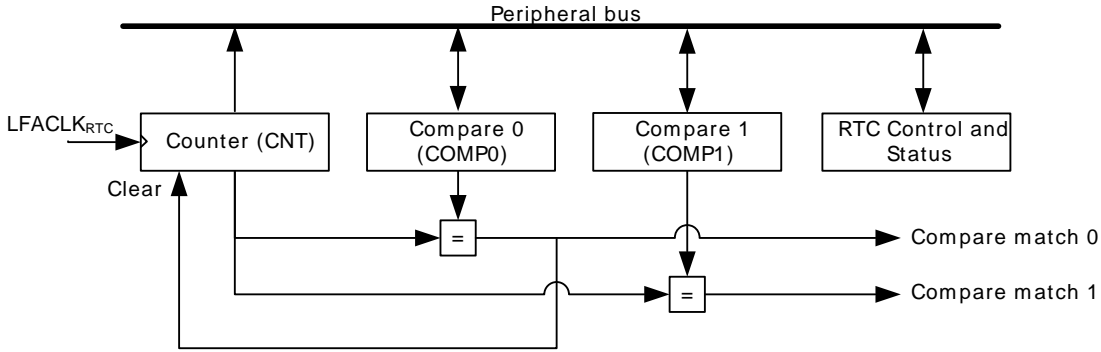 Peripheral bus
LFACLKRTC
Counter (CNT)
Compare 0
(COMP0)
Compare 1
(COMP1)
RTC Control and
Status
Clear
=
Compare match 0
=
Compare match 1